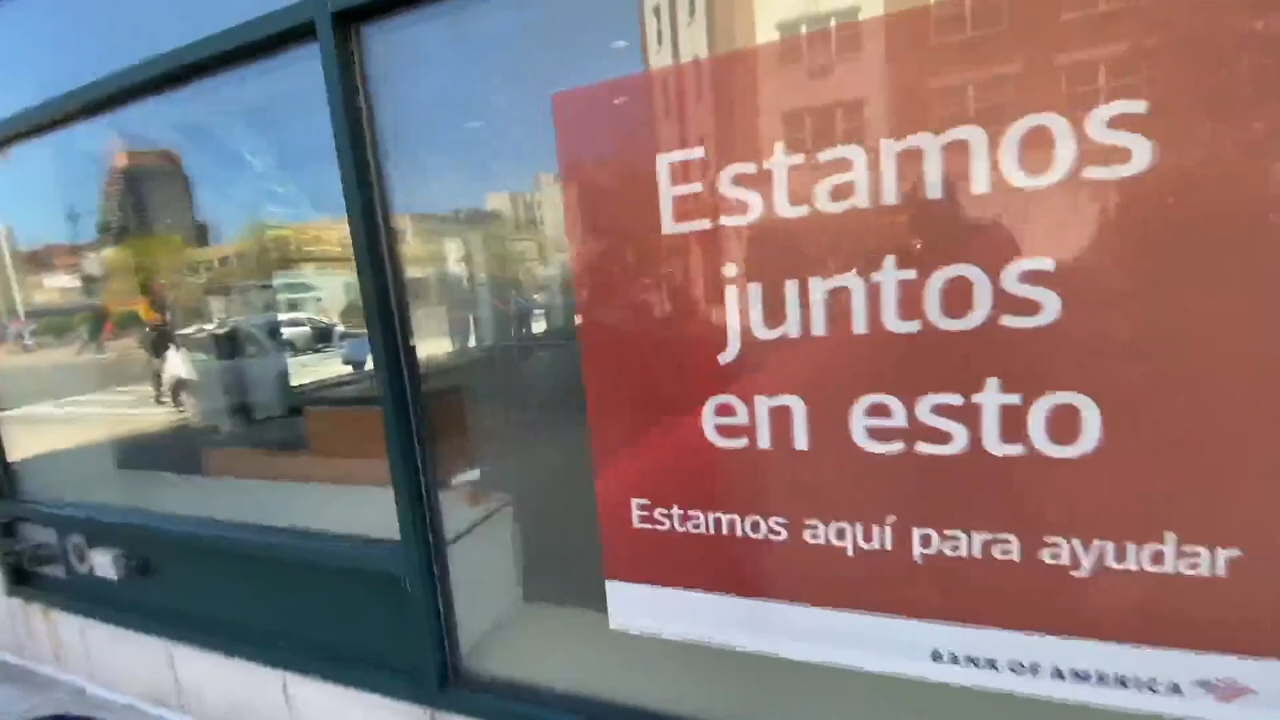 Estamos
juntos
en esto
Estamos aquí para ayudar
BANK OF AMERICA